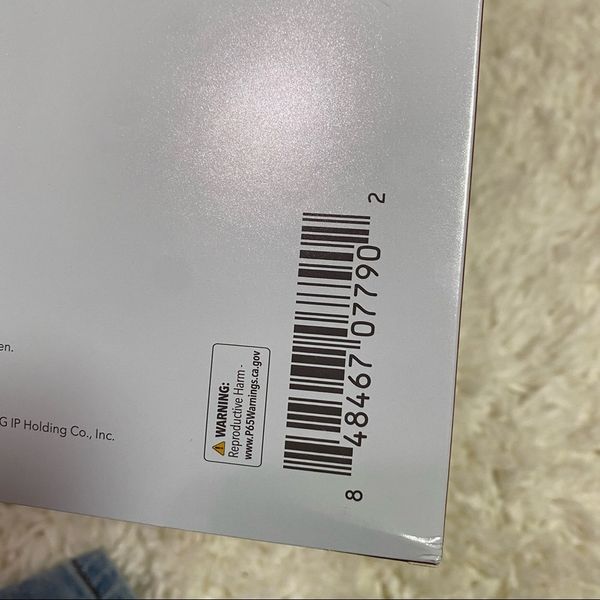 en.
G IP Holding Co., Inc.
WARNING:
Reproductive Harm -
www.P65Warnings.ca.gov
8 48467 07790 2